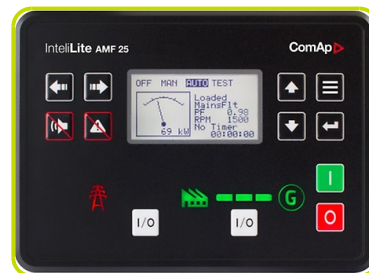 InteliLite AMF 25
ComAp
OFF MAN AUTO TEST
Loaded
MainsFlt
PF 0.98
RPM 1500
No Timer
00:00:00
69 kW
I/O
I/O
G
I
O